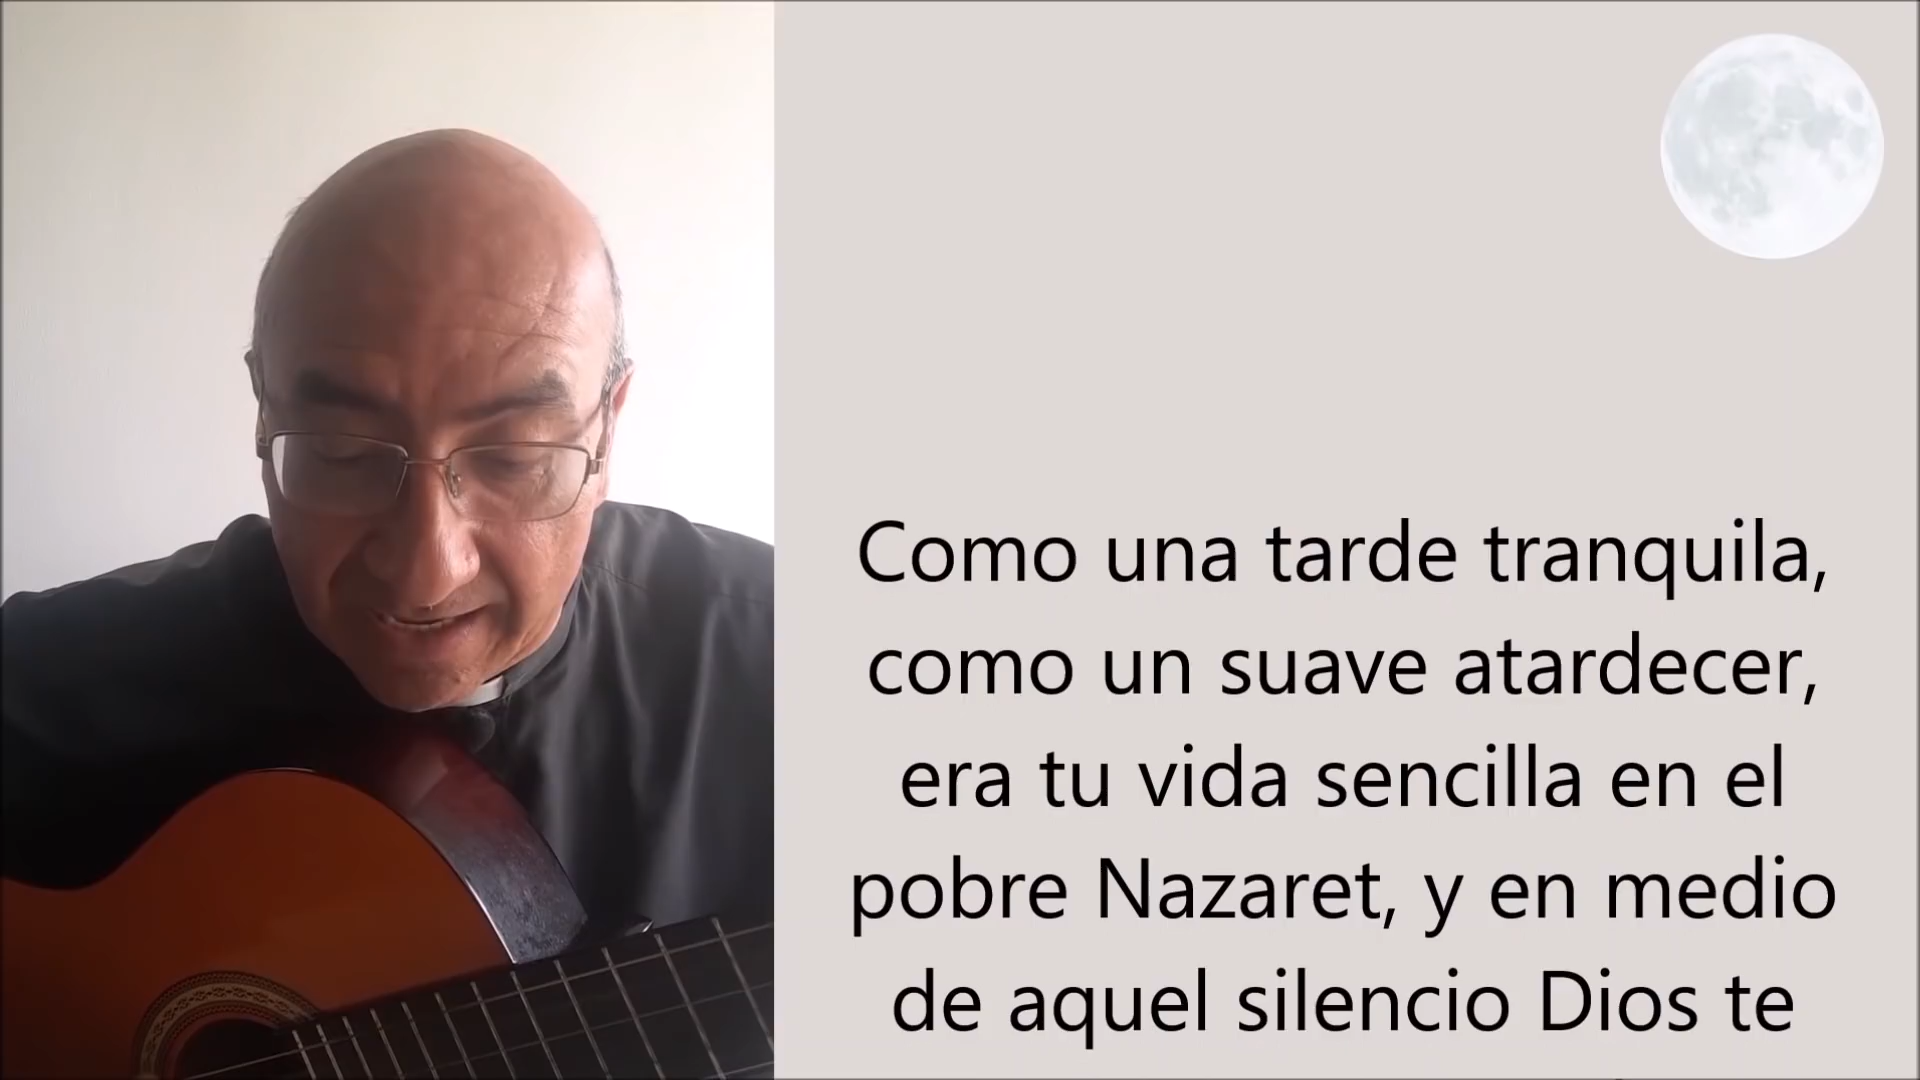 Como una tarde tranquila,
como un suave atardecer,
era tu vida sencilla en el
pobre Nazaret, y en medio
de aquel silencio Dios te